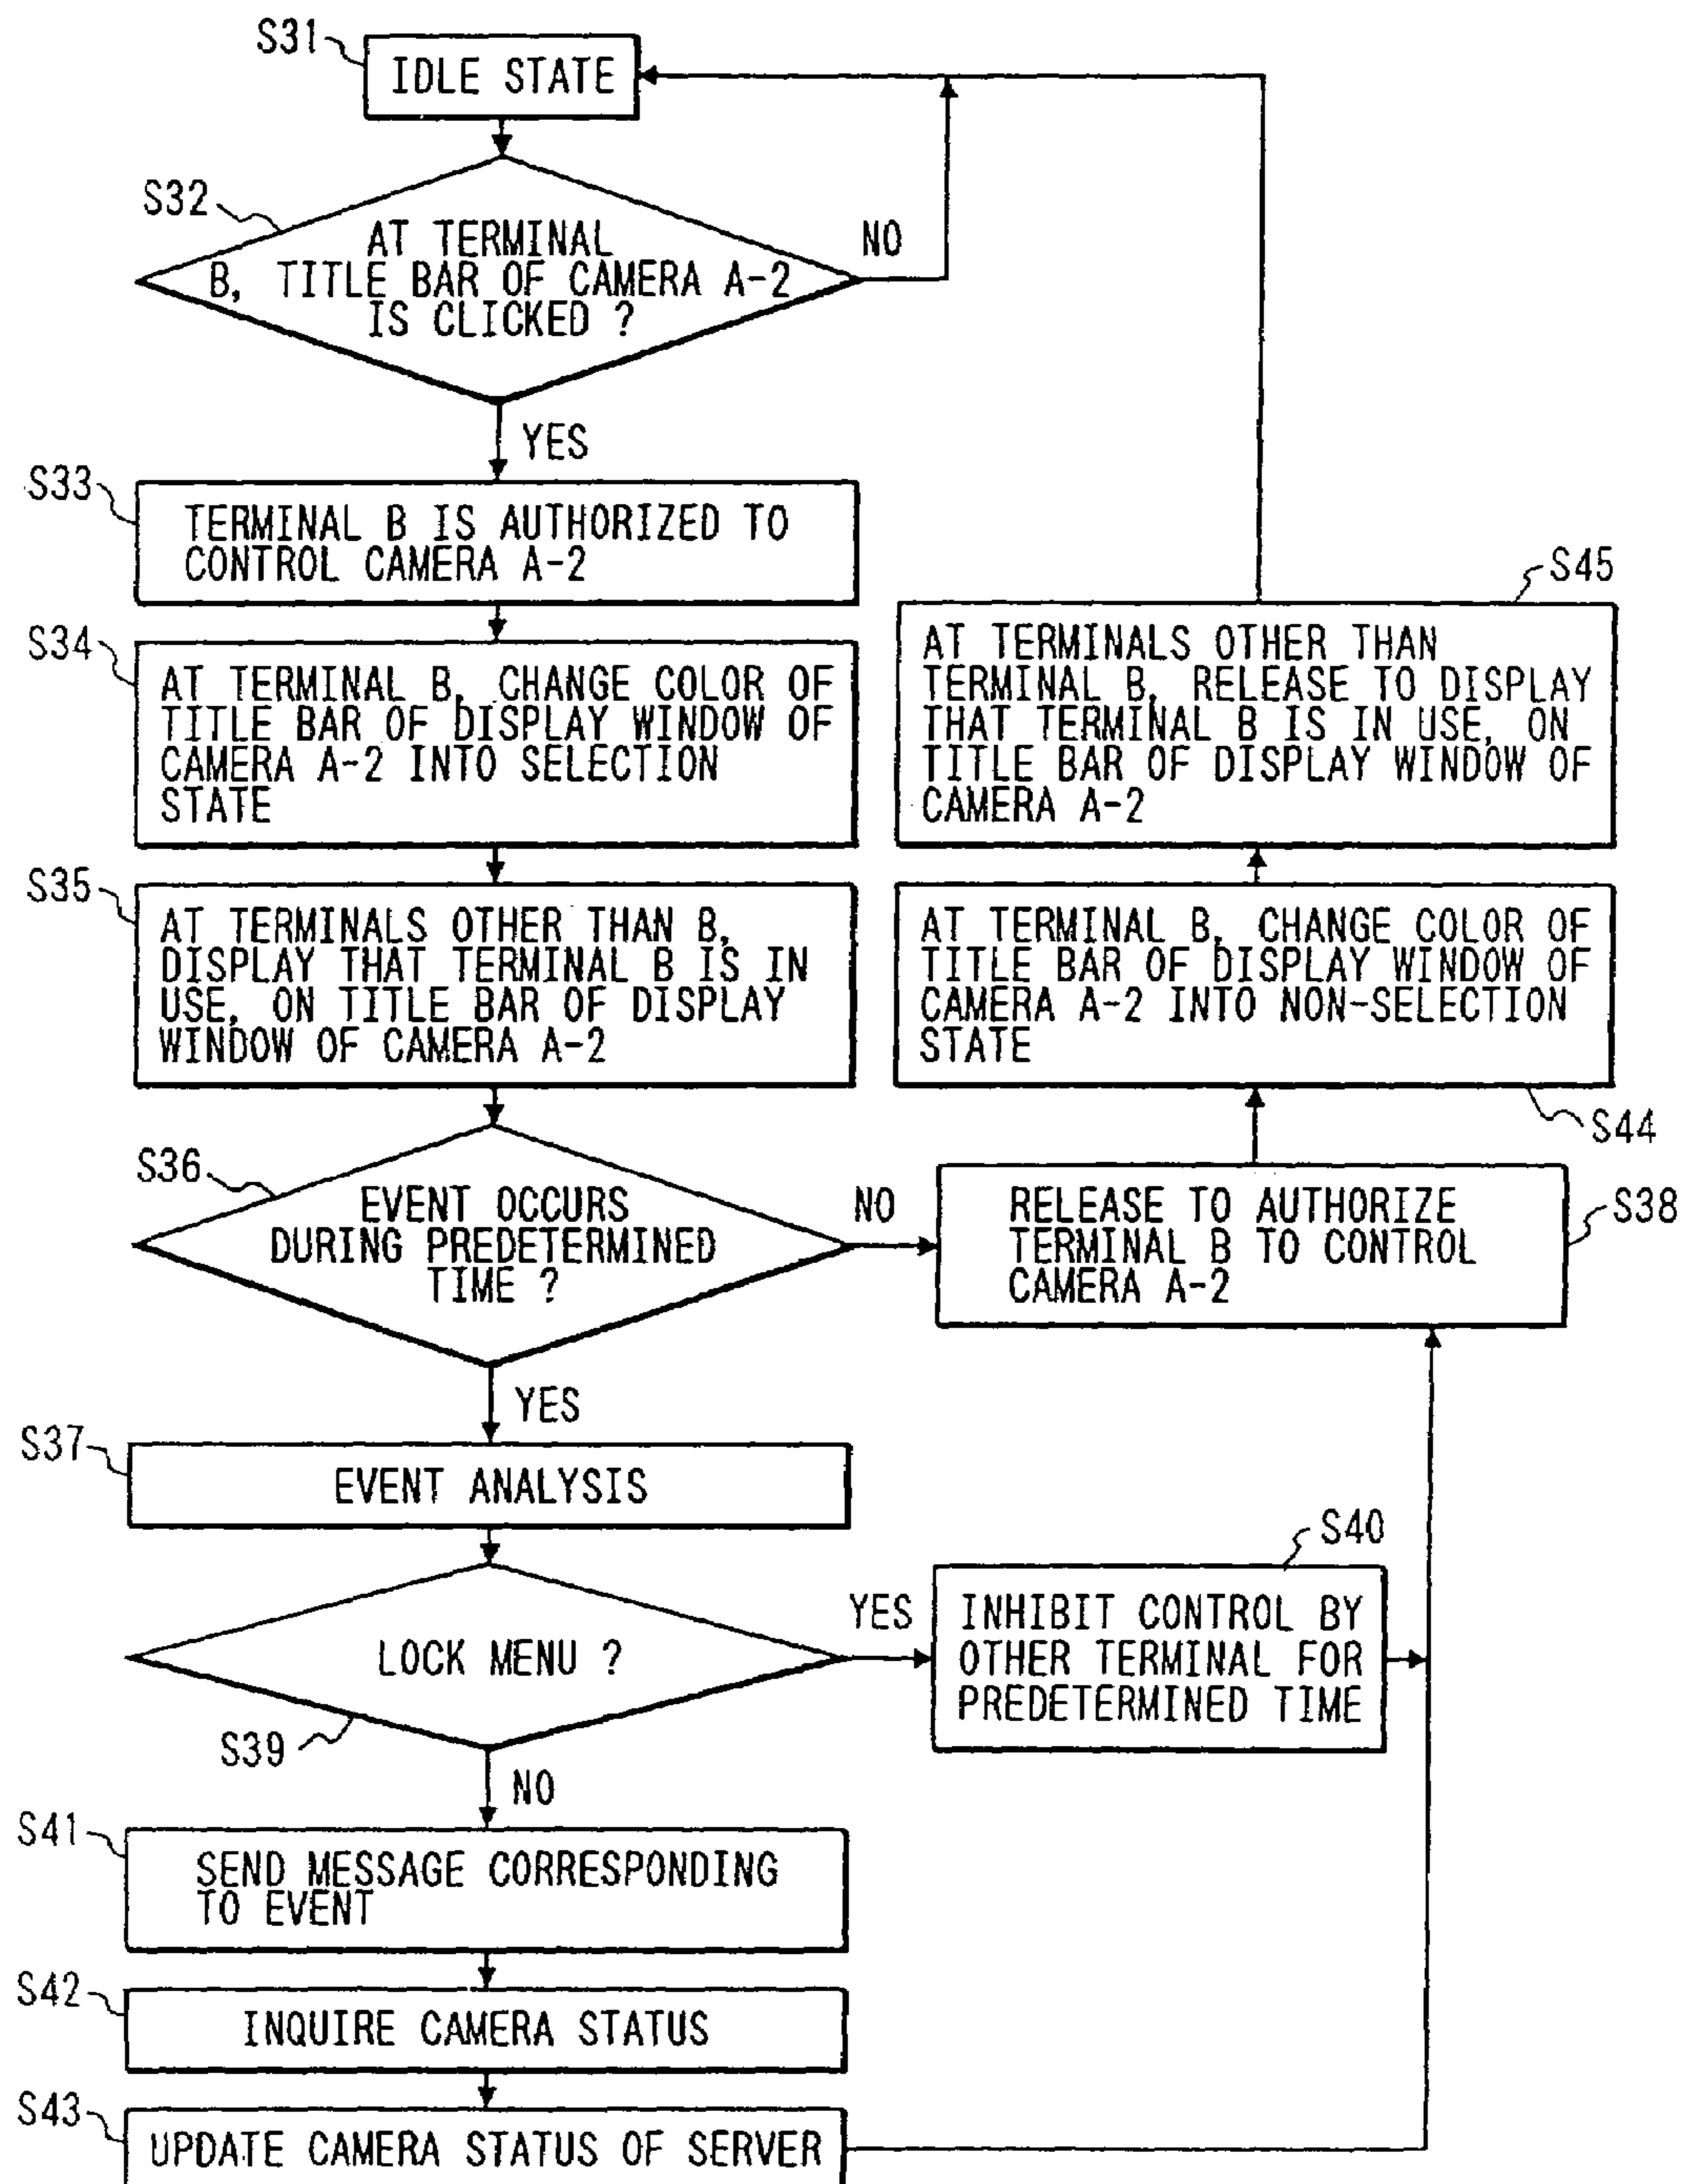 S31
IDLE STATE
S32
AT TERMINAL
B, TITLE BAR OF CAMERA A-2
IS CLICKED ?
NO
YES
S33
TERMINAL B IS AUTHORIZED TO
CONTROL CAMERA A-2
S34
AT TERMINAL B, CHANGE COLOR OF
TITLE BAR OF DISPLAY WINDOW OF
CAMERA A-2 INTO SELECTION
STATE
S35
AT TERMINALS OTHER THAN B,
DISPLAY THAT TERMINAL B IS IN
USE, ON TITLE BAR OF DISPLAY
WINDOW OF CAMERA A-2
S36
EVENT OCCURS
DURING PREDETERMINED
TIME ?
NO
YES
S37
EVENT ANALYSIS
LOCK MENU ?
S39
YES
NO
S40
INHIBIT CONTROL BY
OTHER TERMINAL FOR
PREDETERMINED TIME
S41
SEND MESSAGE CORRESPONDING
TO EVENT
S42
INQUIRE CAMERA STATUS
S43
UPDATE CAMERA STATUS OF SERVER
S38
RELEASE TO AUTHORIZE
TERMINAL B TO CONTROL
CAMERA A-2
S44
AT TERMINAL B, CHANGE COLOR OF
TITLE BAR OF DISPLAY WINDOW OF
CAMERA A-2 INTO NON-SELECTION
STATE
S45
AT TERMINALS OTHER THAN
TERMINAL B, RELEASE TO DISPLAY
THAT TERMINAL B IS IN USE, ON
TITLE BAR OF DISPLAY WINDOW OF
CAMERA A-2